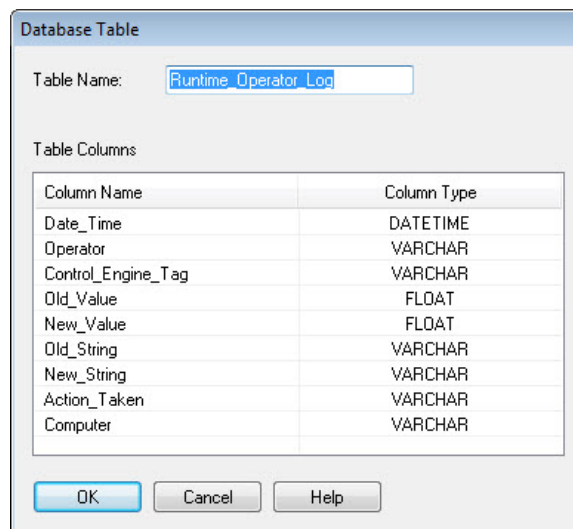 Database Table
Table Name: Runtime_Operator_Log
Table Columns
Column Name Column Type
Date_Time DATETIME
Operator VARCHAR
Control_Engine_Tag VARCHAR
Old_Value FLOAT
New_Value FLOAT
Old_String VARCHAR
New_String VARCHAR
Action_Taken VARCHAR
Computer VARCHAR
OK Cancel Help